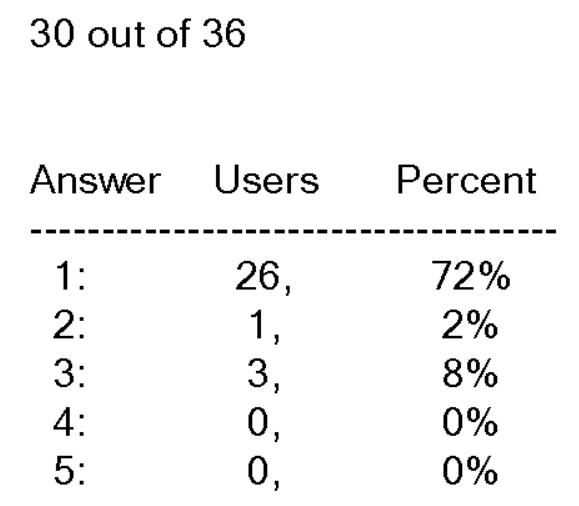 30 out of 36
Answer Users Percent
------------------------------------
1: 26, 72%
2: 1, 2%
3: 3, 8%
4: 0, 0%
5: 0, 0%